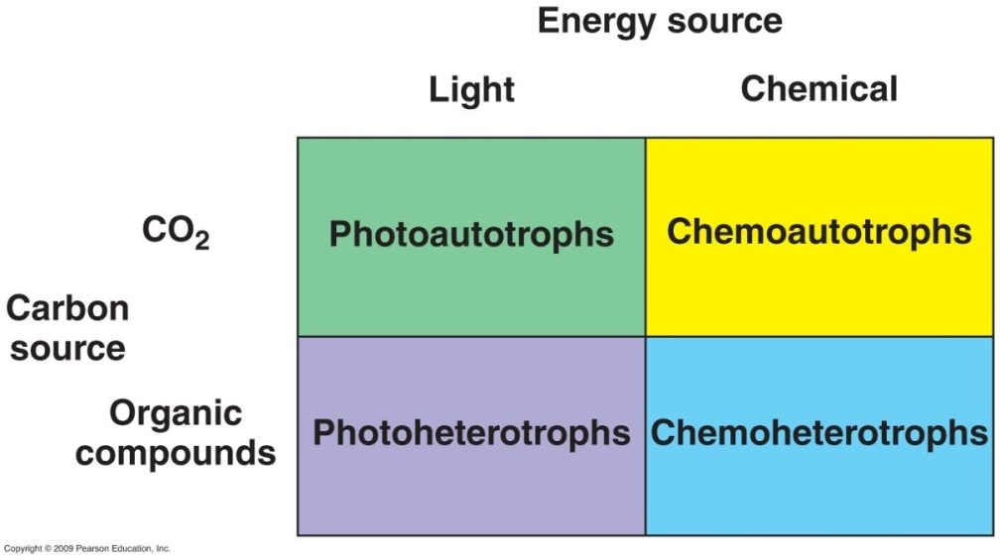 Energy source
Light Chemical
CO₂ Photoautotrophs Chemoautotrophs
Carbon
source
Organic
compounds
Photoheterotrophs Chemoheterotrophs
Copyright © 2009 Pearson Education, Inc.